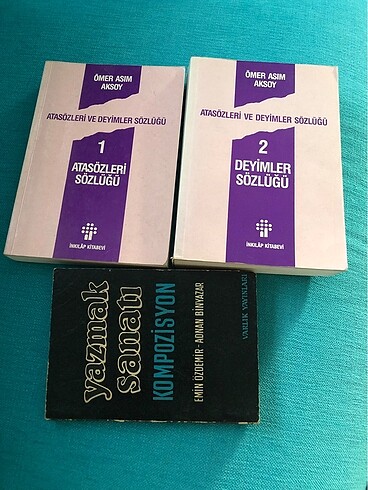 ÖMER ASIM
AKSOY
ATASÖZLERİ VE DEYİMLER SÖZLÜĞÜ
1
ATASÖZLERİ
SÖZLÜĞÜ
İNKILÂP KİTABEVİ
ÖMER ASIM
AKSOY
ATASÖZLERİ VE DEYİMLER SÖZLÜĞÜ
2
DEYİMLER
SÖZLÜĞÜ
İNKILÂP KİTABEVİ
yazmak
sanatı
KOMPOZİSYON
EMİN ÖZDEMİR - ADNAN BİNYAZAR
VARLIK YAYINLARI